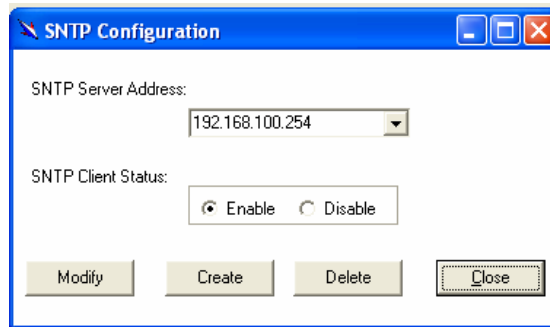 SNTP Configuration
SNTP Server Address:
192.168.100.254
SNTP Client Status:
Enable Disable
Modify Create Delete Close